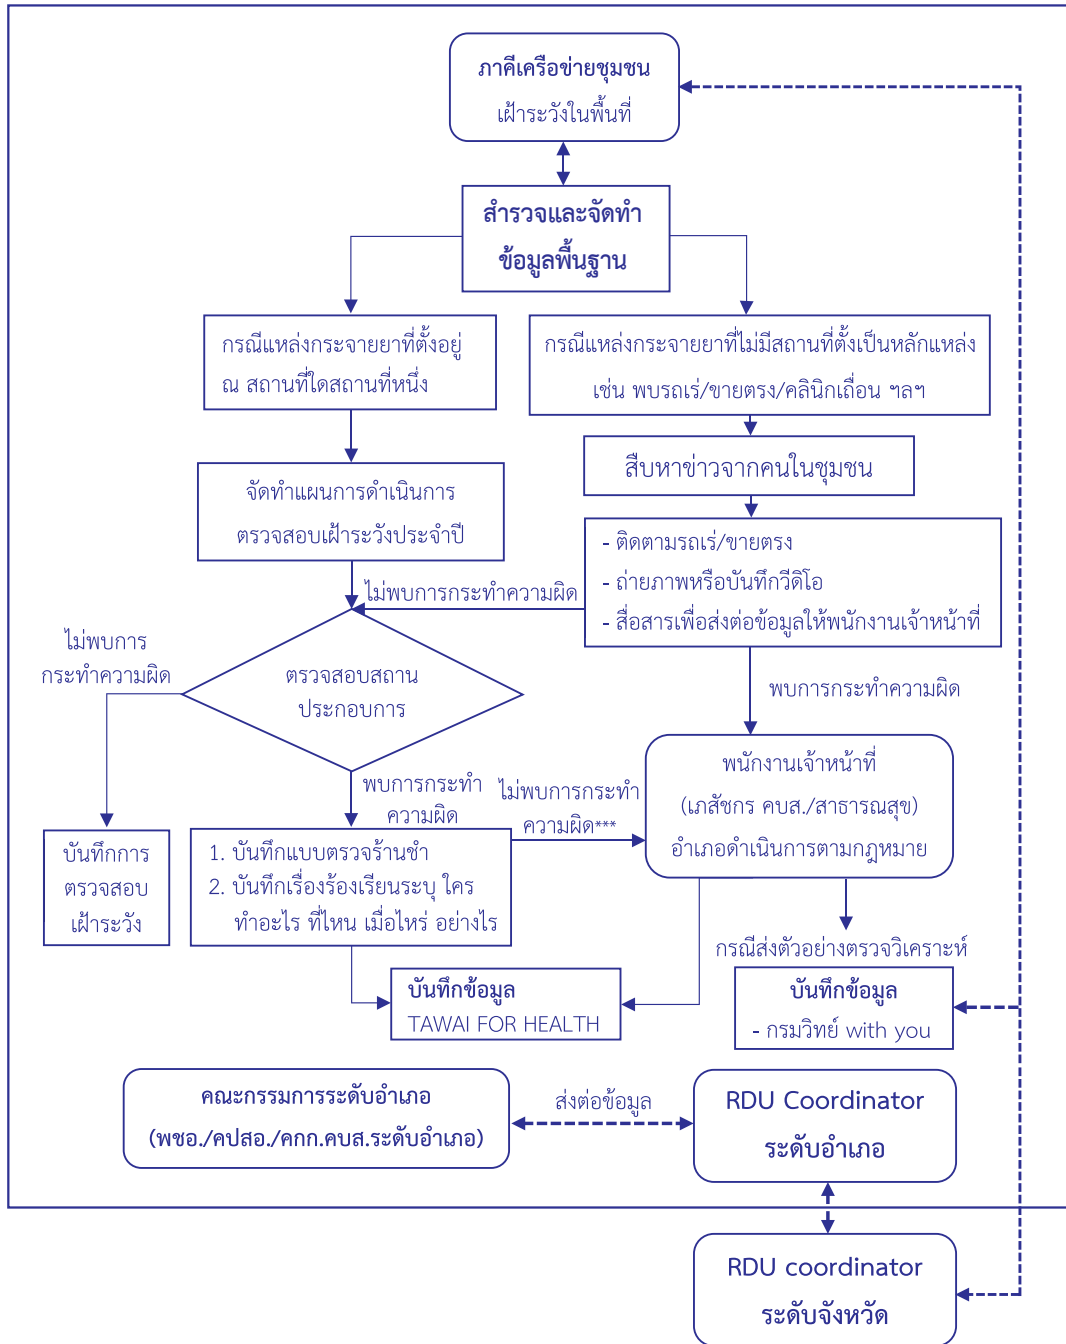 ภาคีเครือข่ายชุมชน
เฝ้าระวังในพื้นที่
สำรวจและจัดทำ
ข้อมูลพื้นฐาน
กรณีแหล่งกระจายยาที่ตั้งอยู่
ณ สถานที่ใดสถานที่หนึ่ง
กรณีแหล่งกระจายยาที่ไม่มีสถานที่ตั้งเป็นหลักแหล่ง
เช่น พบรถเร่/ขายตรง/คลินิกเถื่อน ฯลฯ
สืบหาข่าวจากคนในชุมชน
จัดทำแผนการดำเนินการ
ตรวจสอบเฝ้าระวังประจำปี
- ติดตามรถเร่/ขายตรง
- ถ่ายภาพหรือบันทึกวีดิโอ
- สื่อสารเพื่อส่งต่อข้อมูลให้พนักงานเจ้าหน้าที่
ไม่พบการกระทำความผิด
ไม่พบการ
กระทำความผิด
ตรวจสอบสถาน
ประกอบการ
พบการกระทำความผิด
พบการกระทำ
ความผิด
ไม่พบการกระทำ
ความผิด***
พนักงานเจ้าหน้าที่
(เภสัชกร คบส./สาธารณสุข)
อำเภอดำเนินการตามกฎหมาย
บันทึกการ
ตรวจสอบ
เฝ้าระวัง
1. บันทึกแบบตรวจร้านชำ
2. บันทึกเรื่องร้องเรียนระบุ ใคร
ทำอะไร ที่ไหน เมื่อไหร่ อย่างไร
กรณีส่งตัวอย่างตรวจวิเคราะห์
บันทึกข้อมูล
TAWAI FOR HEALTH
บันทึกข้อมูล
- กรมวิทย์ with you
คณะกรรมการระดับอำเภอ
(พชอ./คปสอ./คกก.คบส.ระดับอำเภอ)
ส่งต่อข้อมูล
RDU Coordinator
ระดับอำเภอ
RDU coordinator
ระดับจังหวัด